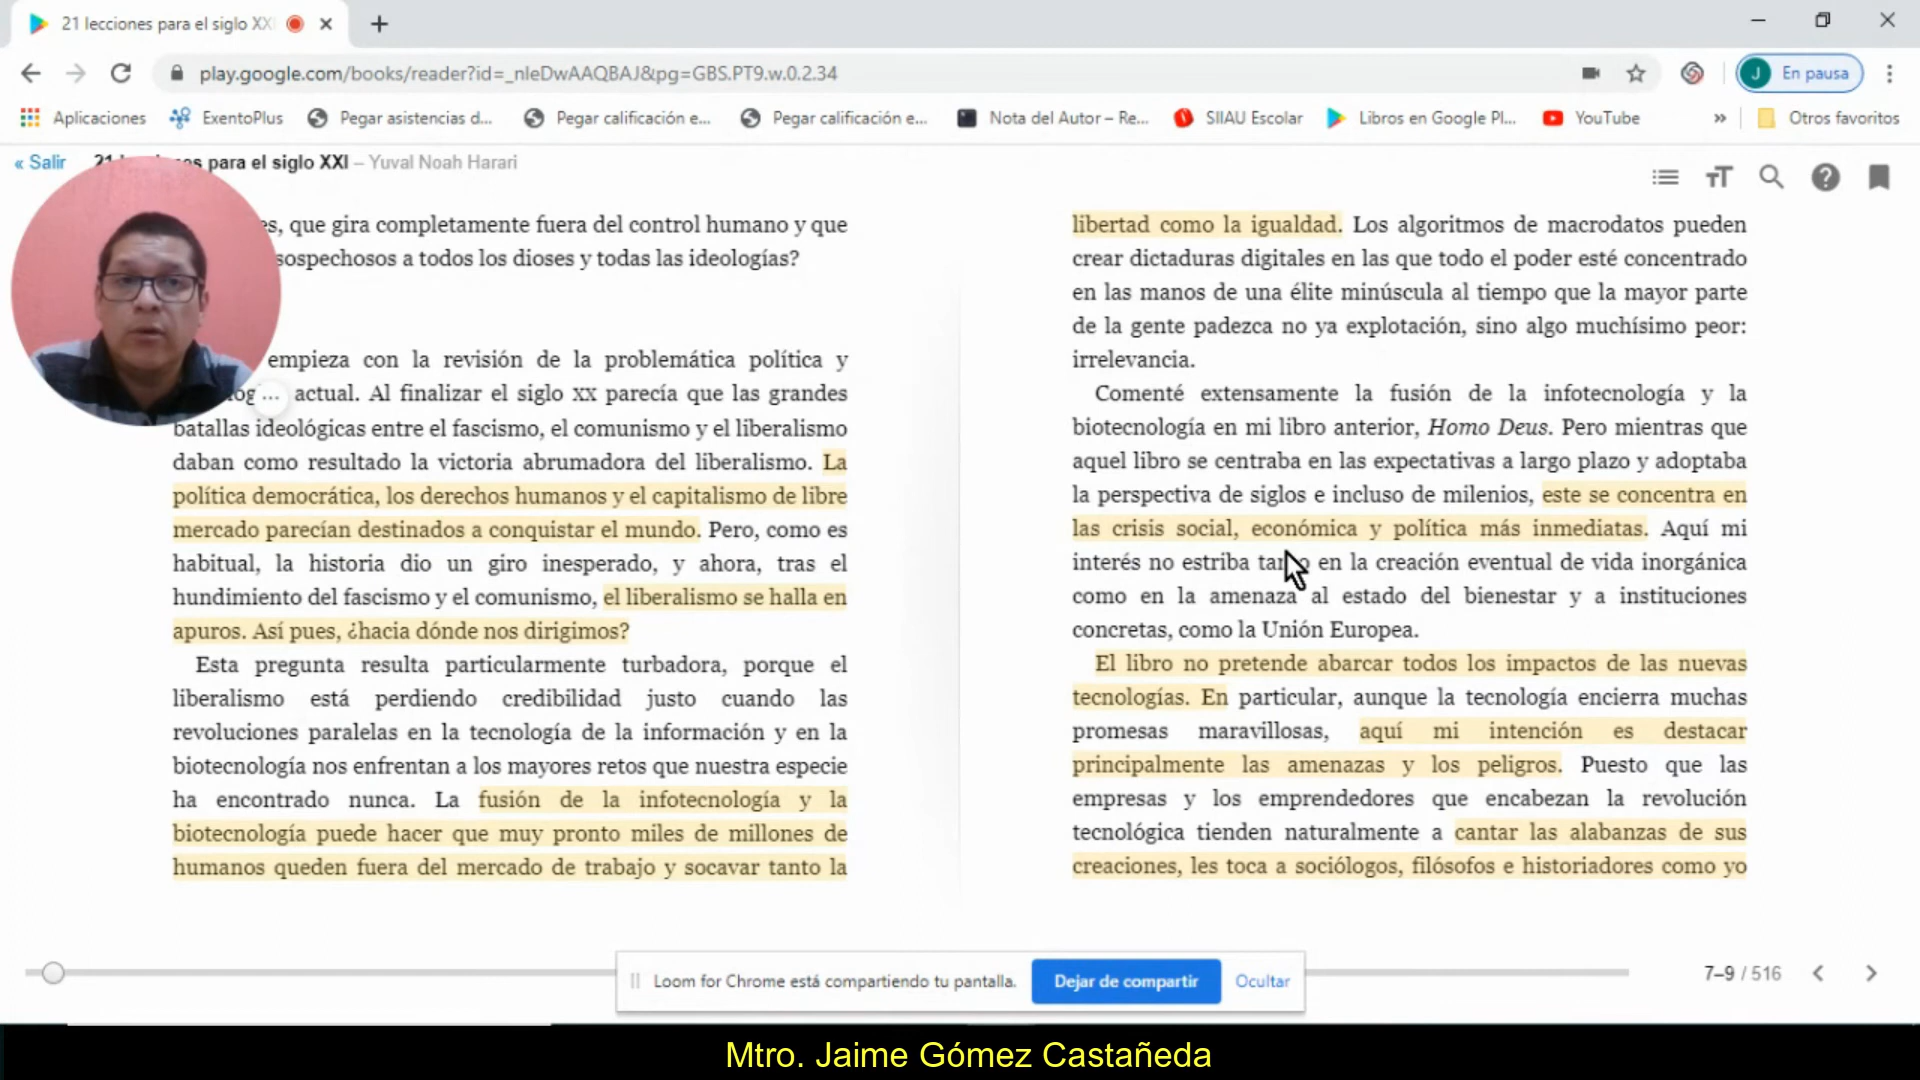 21 lecciones para el siglo XX
play.google.com/books/reader?id=_nleDwAAQBAJ&pg=GBS.PT9.w.0.2.34
J En pausa
Aplicaciones ExentoPlus Pegar asistencias d... Pegar calificación e... Pegar calificación e... Nota del Autor – Re... SIIAU Escolar Libros en Google Pl... YouTube » Otros favoritos
« Salir 21 para el siglo XXI – Yuval Noah Harari
que gira completamente fuera del control humano y que
sospechosos a todos los dioses y todas las ideologías?
empieza con la revisión de la problemática política y
... actual. Al finalizar el siglo XX parecía que las grandes
batallas ideológicas entre el fascismo, el comunismo y el liberalismo
daban como resultado la victoria abrumadora del liberalismo. La
política democrática, los derechos humanos y el capitalismo de libre
mercado parecían destinados a conquistar el mundo. Pero, como es
habitual, la historia dio un giro inesperado, y ahora, tras el
hundimiento del fascismo y el comunismo, el liberalismo se halla en
apuros. Así pues, ¿hacia dónde nos dirigimos?
Esta pregunta resulta particularmente turbadora, porque el
liberalismo está perdiendo credibilidad justo cuando las
revoluciones paralelas en la tecnología de la información y en la
biotecnología nos enfrentan a los mayores retos que nuestra especie
ha encontrado nunca. La fusión de la infotecnología y la
biotecnología puede hacer que muy pronto miles de millones de
humanos queden fuera del mercado de trabajo y socavar tanto la
libertad como la igualdad. Los algoritmos de macrodatos pueden
crear dictaduras digitales en las que todo el poder esté concentrado
en las manos de una élite minúscula al tiempo que la mayor parte
de la gente padezca no ya explotación, sino algo muchísimo peor:
irrelevancia.
Comenté extensamente la fusión de la infotecnología y la
biotecnología en mi libro anterior, Homo Deus. Pero mientras que
aquel libro se centraba en las expectativas a largo plazo y adoptaba
la perspectiva de siglos e incluso de milenios, este se concentra en
las crisis social, económica y política más inmediatas. Aquí mi
interés no estriba tanto en la creación eventual de vida inorgánica
como en la amenaza al estado del bienestar y a instituciones
concretas, como la Unión Europea.
El libro no pretende abarcar todos los impactos de las nuevas
tecnologías. En particular, aunque la tecnología encierra muchas
promesas maravillosas, aquí mi intención es destacar
principalmente las amenazas y los peligros. Puesto que las
empresas y los emprendedores que encabezan la revolución
tecnológica tienden naturalmente a cantar las alabanzas de sus
creaciones, les toca a sociólogos, filósofos e historiadores como yo
Loom for Chrome está compartiendo tu pantalla. Dejar de compartir Ocultar
7–9 / 516
Mtro. Jaime Gómez Castañeda